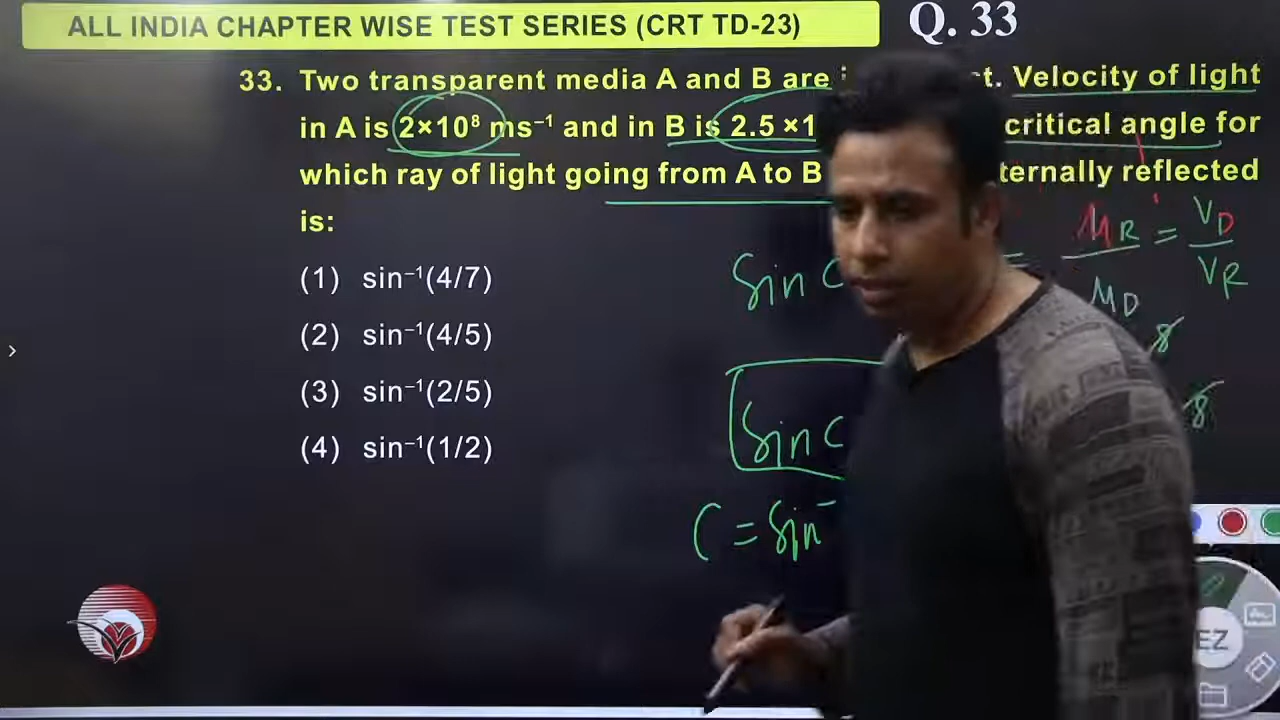 ALL INDIA CHAPTER WISE TEST SERIES (CRT TD-23)
Q. 33
33. Two transparent media A and B are t. Velocity of light
in A is 2×10⁸ ms⁻¹ and in B is 2.5 ×1 critical angle for
which ray of light going from A to B ternally reflected
is:
(1) sin⁻¹(4/7)
(2) sin⁻¹(4/5)
(3) sin⁻¹(2/5)
(4) sin⁻¹(1/2)
Sin C = μR / μD = VD / VR
8
8
Sin C
C = Sin⁻
EZ